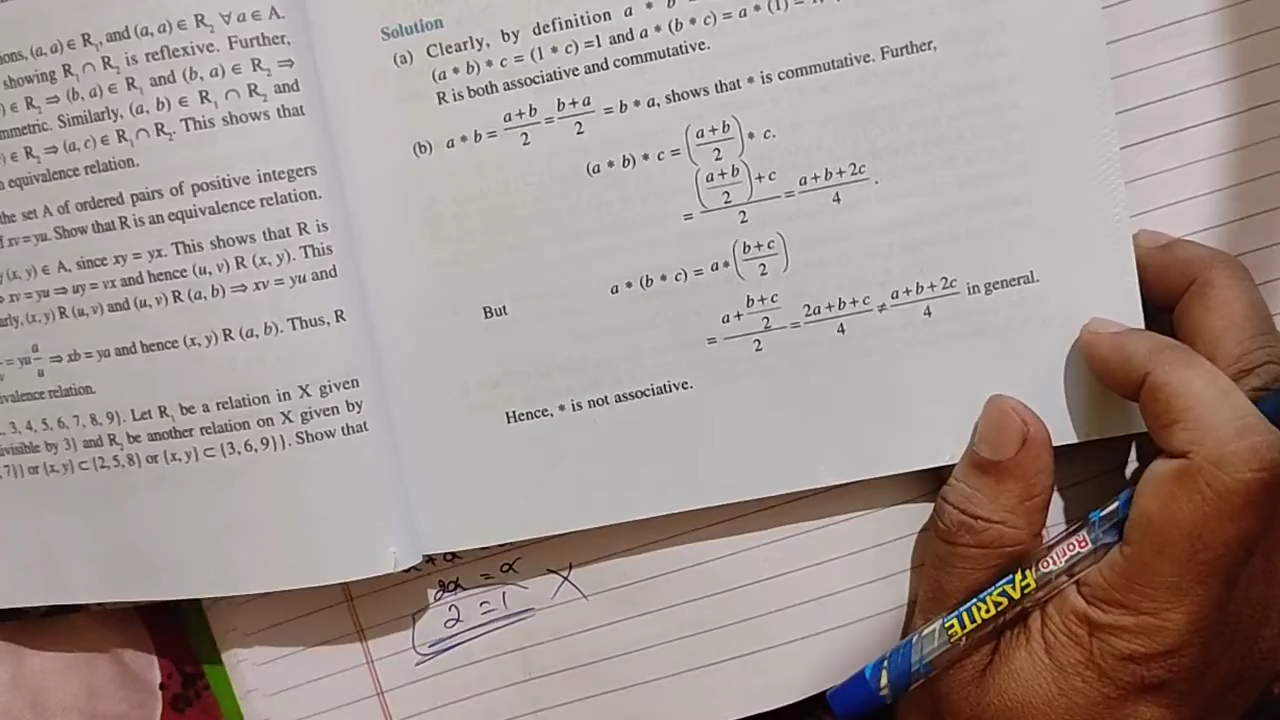 ions, (a, a) ∈ R₁, and (a, a) ∈ R₂ ∀ a ∈ A.
showing R₁ ∩ R₂ is reflexive. Further,
) ∈ R₂ ⇒ (b, a) ∈ R₁ and (b, a) ∈ R₂ ⇒
mmetric. Similarly, (a, b) ∈ R₁ ∩ R₂ and
) ∈ R₂ ⇒ (a, c) ∈ R₁ ∩ R₂. This shows that
equivalence relation.
the set A of ordered pairs of positive integers
xv = yu. Show that R is an equivalence relation.
(x, y) ∈ A, since xy = yx. This shows that R is
xv = yu ⇒ uy = vx and hence (u, v) R (x, y). This
arly, (x, y) R (u, v) and (u, v) R (a, b) ⇒ xv = yu and
= yu a/u ⇒ xb = ya and hence (x, y) R (a, b). Thus, R
ivalence relation.
, 3, 4, 5, 6, 7, 8, 9}. Let R₁ be a relation in X given
ivisible by 3} and R₂ be another relation on X given by
, 7}} or {x, y} ⊂ {2, 5, 8} or {x, y} ⊂ {3, 6, 9}}. Show that
Solution
(a) Clearly, by definition a * b
(a * b) * c = (1 * c) =1 and a * (b * c) = a * (1) = 1,
R is both associative and commutative.
(b) a * b = (a+b)/2 = (b+a)/2 = b * a, shows that * is commutative. Further,
(a * b) * c = ((a+b)/2) * c.
= (((a+b)/2)+c)/2 = (a+b+2c)/4 .
But a * (b * c) = a * ((b+c)/2)
= (a+(b+c)/2)/2 = (2a+b+c)/4 ≠ (a+b+2c)/4 in general.
Hence, * is not associative.
2α = α
2 = 1 X
Rorito
FASRITE